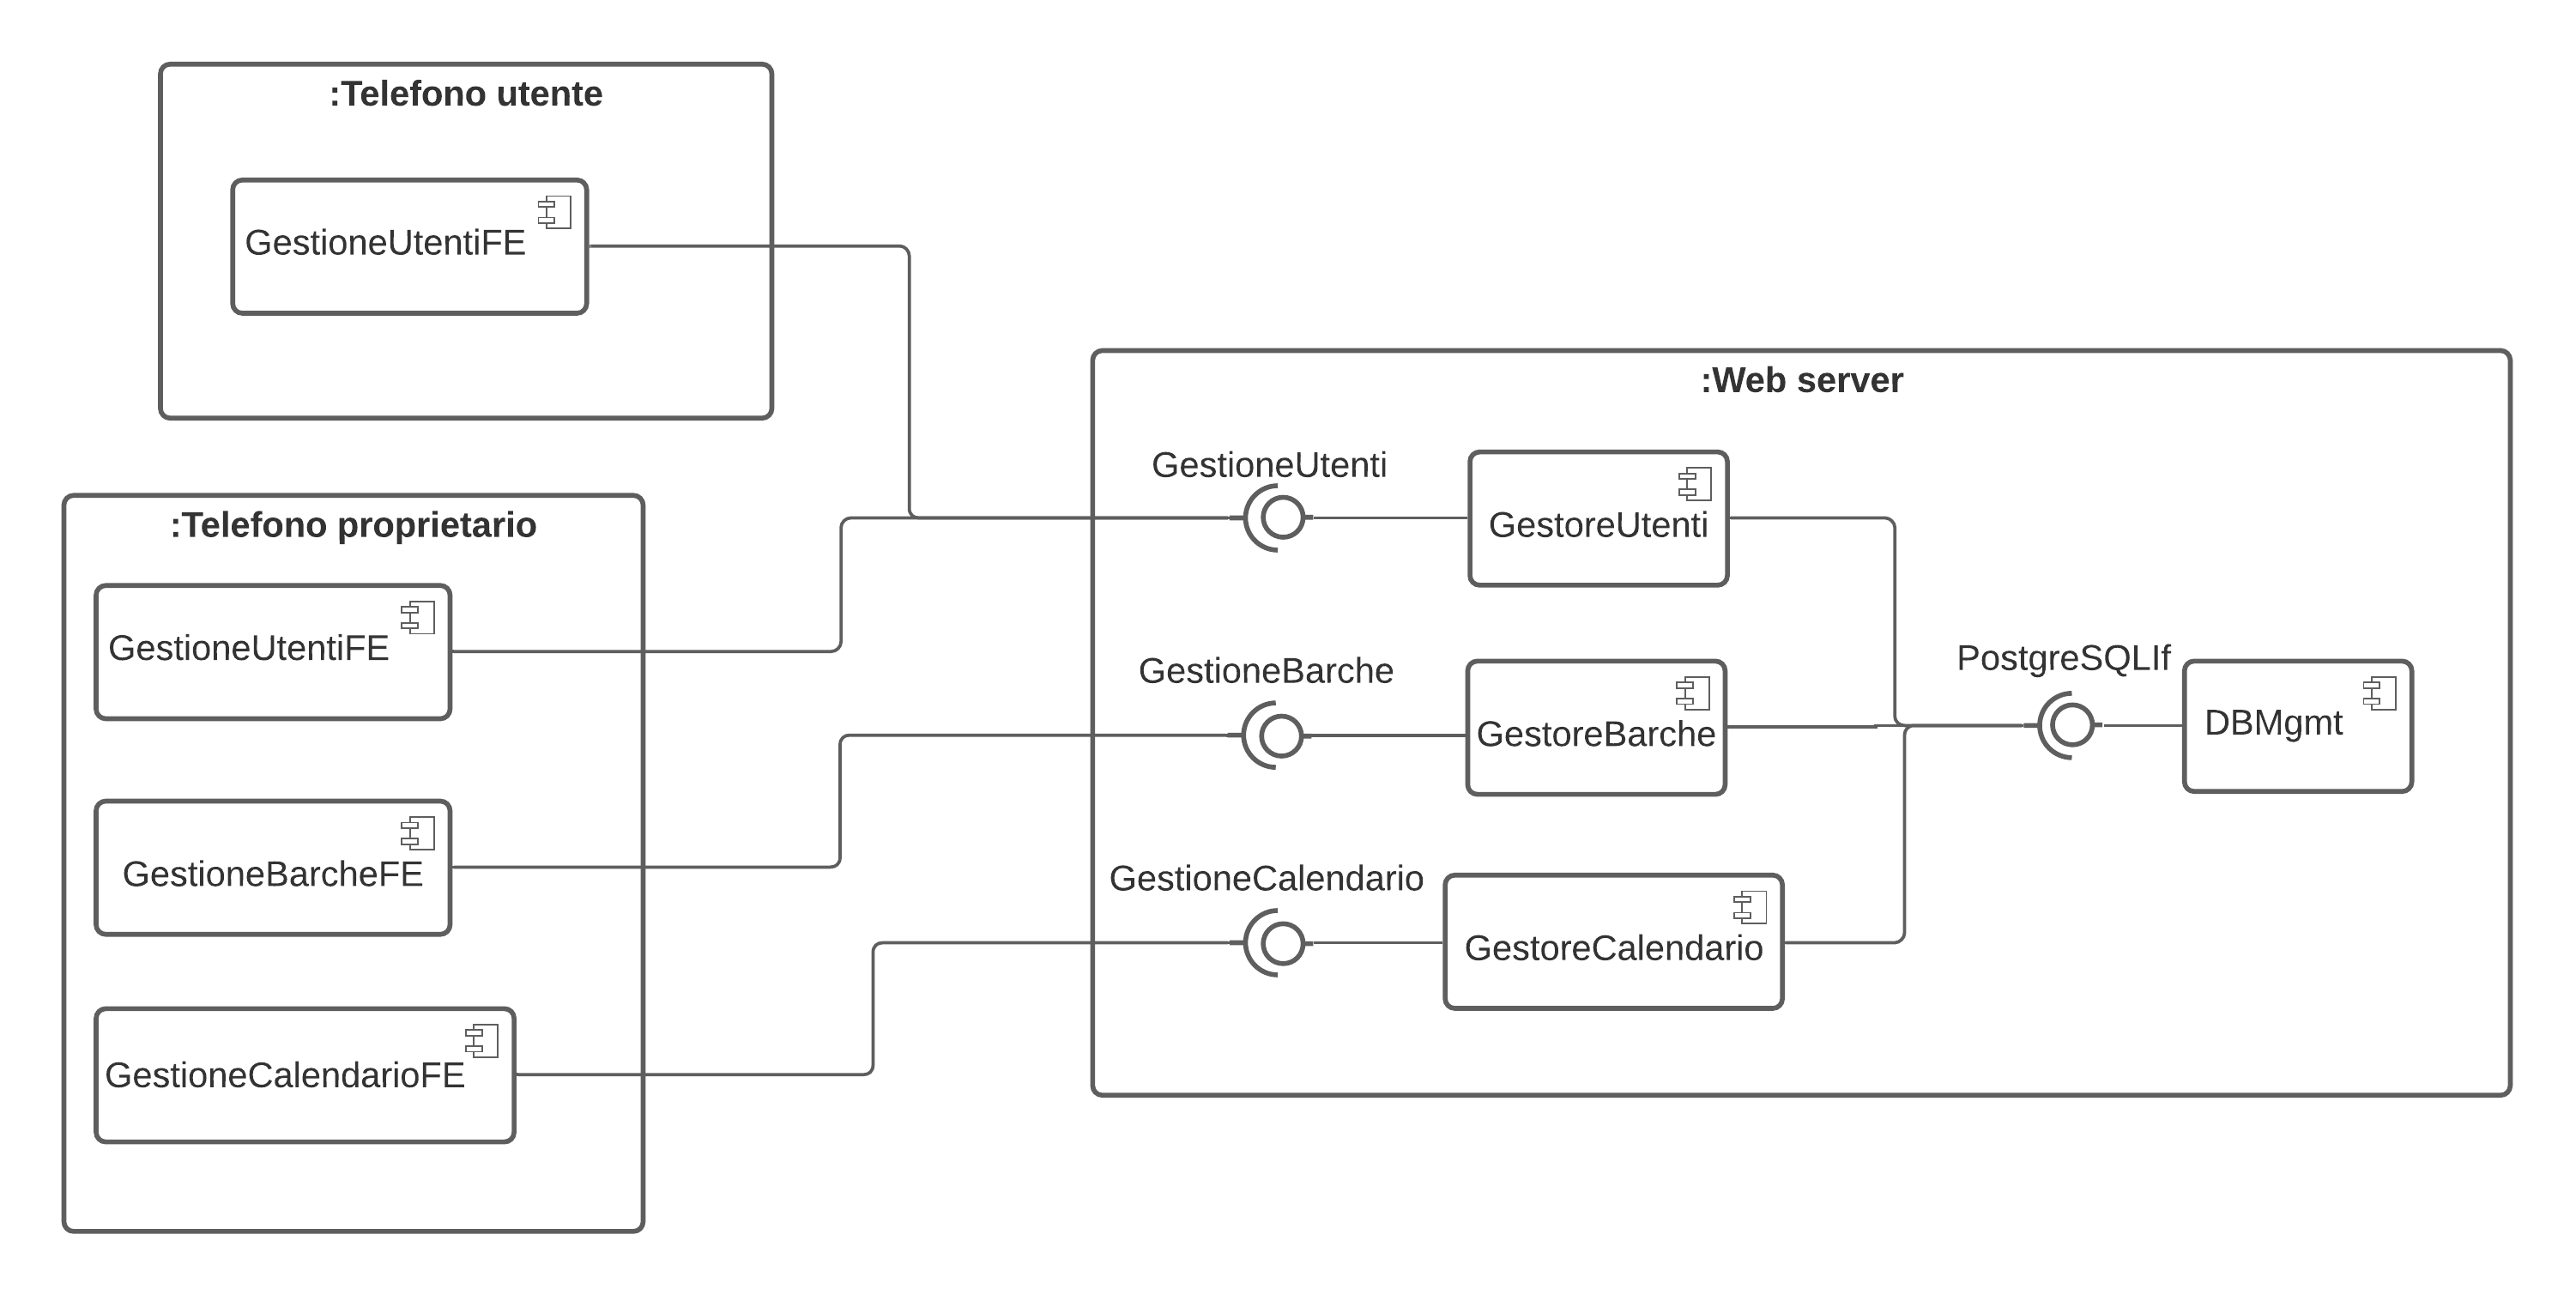 :Telefono utente
GestioneUtentiFE
:Telefono proprietario
GestioneUtentiFE
GestioneBarcheFE
GestioneCalendarioFE
:Web server
GestioneUtenti
GestoreUtenti
GestioneBarche
GestoreBarche
PostgreSQLIf
DBMgmt
GestioneCalendario
GestoreCalendario